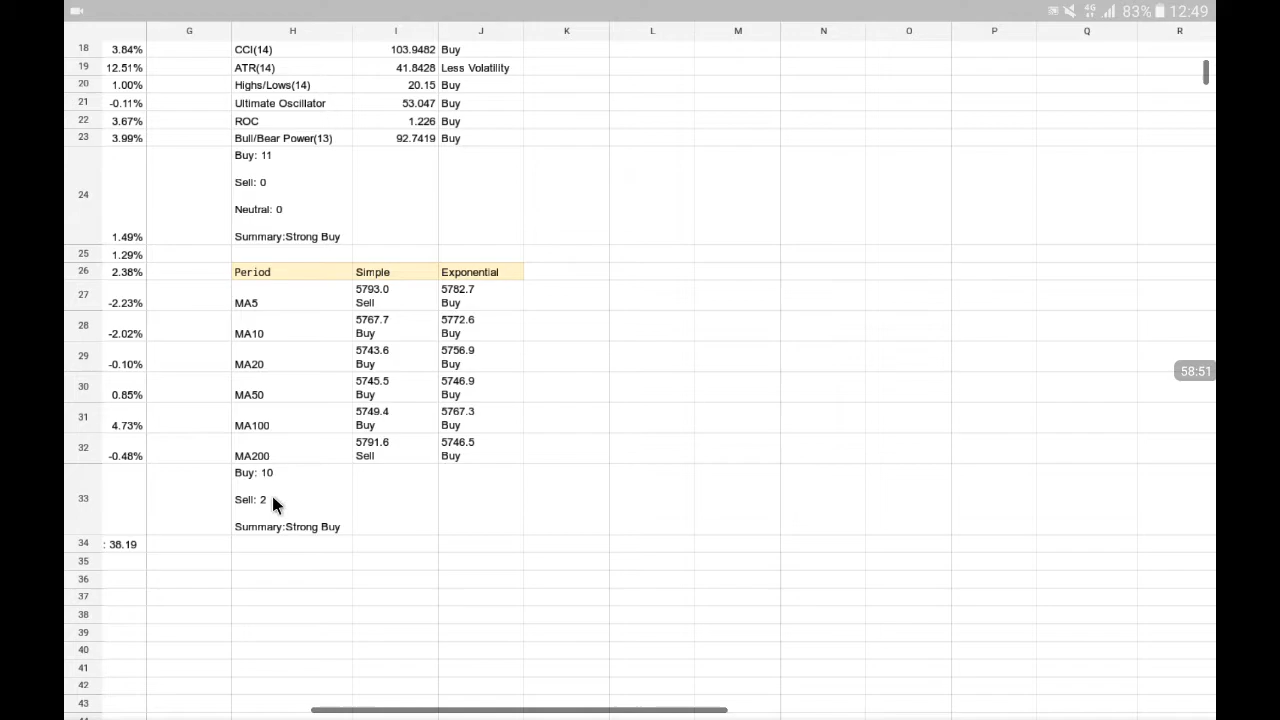 4G 83% 12:49
G H I J K L M N O P Q R
18 3.84% CCI(14) 103.9482 Buy
19 12.51% ATR(14) 41.8428 Less Volatility
20 1.00% Highs/Lows(14) 20.15 Buy
21 -0.11% Ultimate Oscillator 53.047 Buy
22 3.67% ROC 1.226 Buy
23 3.99% Bull/Bear Power(13) 92.7419 Buy
Buy: 11
Sell: 0
24
Neutral: 0
1.49% Summary:Strong Buy
25 1.29%
26 2.38% Period Simple Exponential
5793.0 5782.7
27
-2.23% MA5 Sell Buy
5767.7 5772.6
28
-2.02% MA10 Buy Buy
5743.6 5756.9
29
-0.10% MA20 Buy Buy
58:51
5745.5 5746.9
30
0.85% MA50 Buy Buy
5749.4 5767.3
31
4.73% MA100 Buy Buy
5791.6 5746.5
32
-0.48% MA200 Sell Buy
Buy: 10
33 Sell: 2
Summary:Strong Buy
34 : 38.19
35
36
37
38
39
40
41
42
43